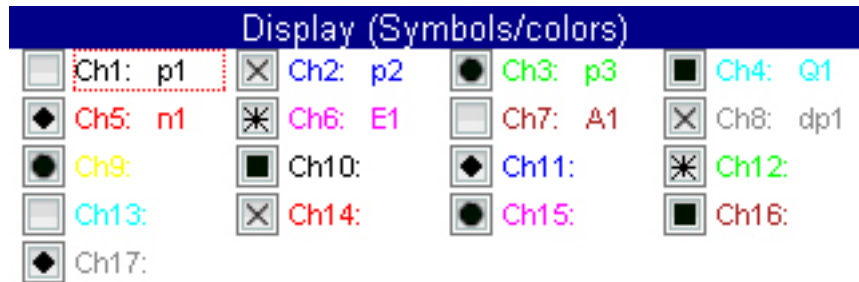 Display (Symbols/colors)
Ch1: p1 Ch2: p2 Ch3: p3 Ch4: Q1
Ch5: n1 Ch6: E1 Ch7: A1 Ch8: dp1
Ch9: Ch10: Ch11: Ch12:
Ch13: Ch14: Ch15: Ch16:
Ch17: